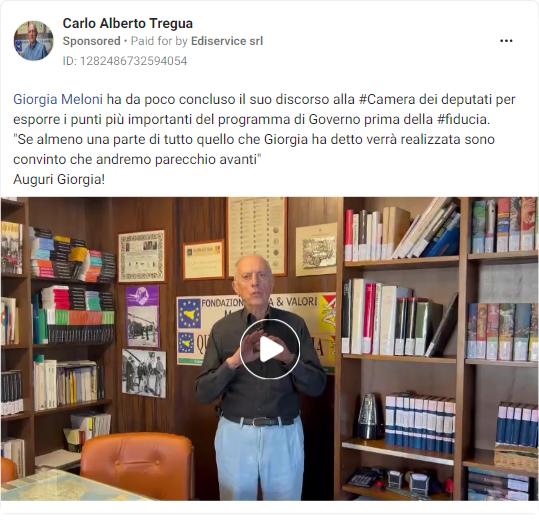 Carlo Alberto Tregua
Sponsored • Paid for by Ediservice srl
ID: 1282486732594054
Giorgia Meloni ha da poco concluso il suo discorso alla #Camera dei deputati per
esporre i punti più importanti del programma di Governo prima della #fiducia.
"Se almeno una parte di tutto quello che Giorgia ha detto verrà realizzata sono
convinto che andremo parecchio avanti"
Auguri Giorgia!
FONDAZIONE & VALORI